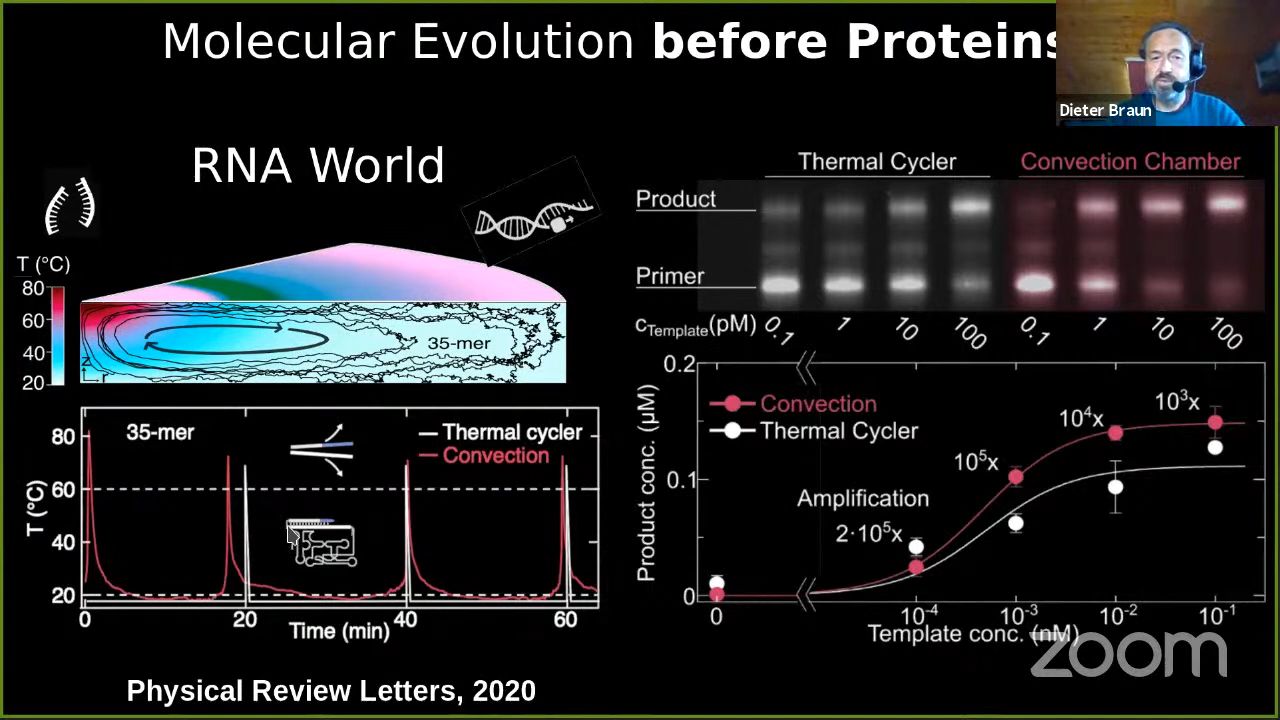 Molecular Evolution before Proteins
Dieter Braun
RNA World
T (°C)
80
60
40
20
z
r
35-mer
35-mer
Thermal cycler
Convection
T (°C)
80
60
40
20
0
20
40
60
Time (min)
Physical Review Letters, 2020
Thermal Cycler
Convection Chamber
Product
Primer
cTemplate(pM)
0.1
1
10
100
0.1
1
10
100
Convection
Thermal Cycler
Product conc. (µM)
0.2
0.1
0
Amplification
2·10⁵x
10⁵x
10⁴x
10³x
0
10⁻⁴
10⁻³
10⁻²
10⁻¹
Template conc. (nM)
zoom